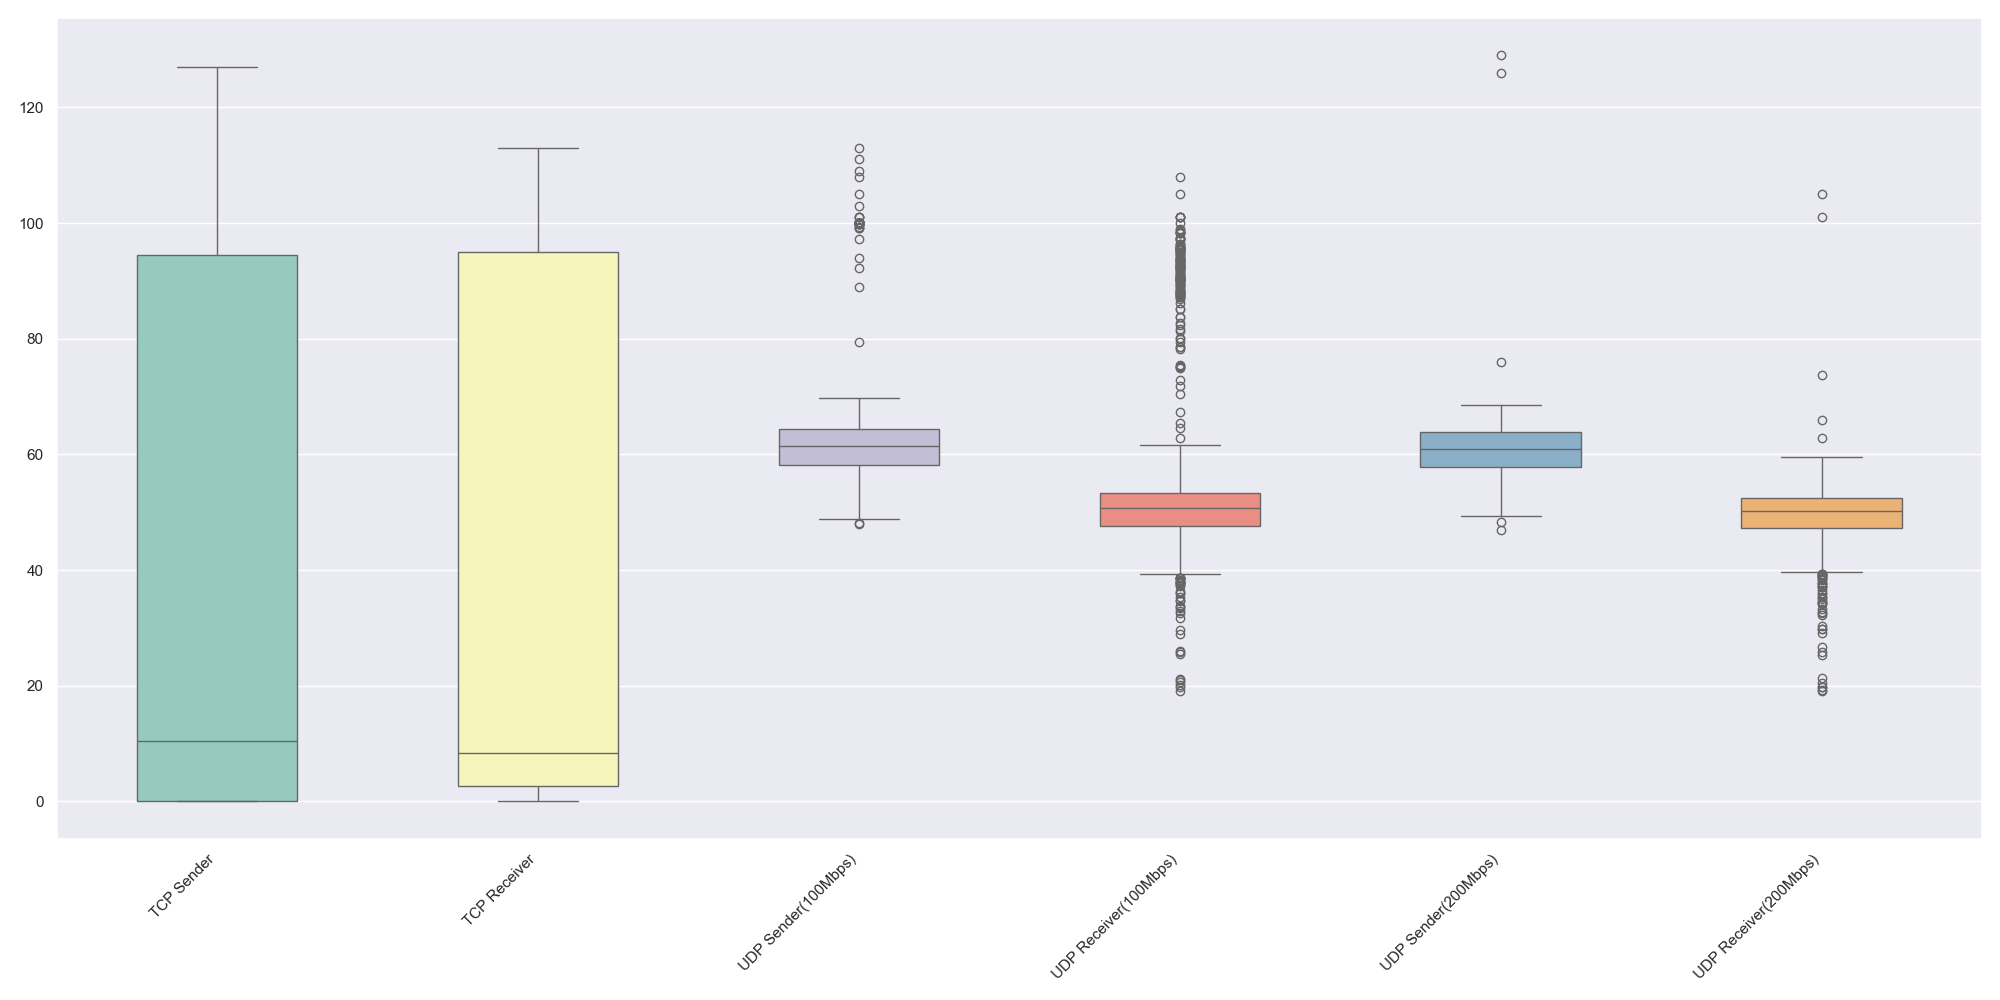 120
100
80
60
40
20
0
TCP Sender
TCP Receiver
UDP Sender(100Mbps)
UDP Receiver(100Mbps)
UDP Sender(200Mbps)
UDP Receiver(200Mbps)